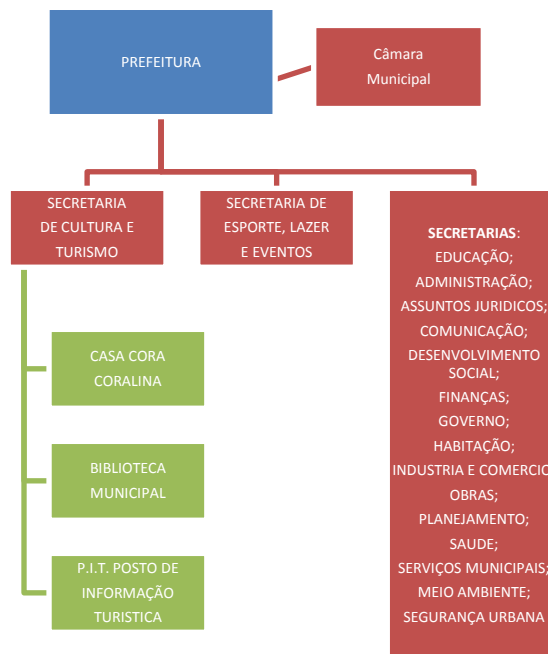 PREFEITURA
Câmara
Municipal
SECRETARIA
DE CULTURA E
TURISMO
SECRETARIA DE
ESPORTE, LAZER
E EVENTOS
SECRETARIAS:
EDUCAÇÃO;
ADMINISTRAÇÃO;
ASSUNTOS JURIDICOS;
COMUNICAÇÃO;
DESENVOLVIMENTO
SOCIAL;
FINANÇAS;
GOVERNO;
HABITAÇÃO;
INDUSTRIA E COMERCIO
OBRAS;
PLANEJAMENTO;
SAUDE;
SERVIÇOS MUNICIPAIS;
MEIO AMBIENTE;
SEGURANÇA URBANA
CASA CORA
CORALINA
BIBLIOTECA
MUNICIPAL
P.I.T. POSTO DE
INFORMAÇÃO
TURISTICA